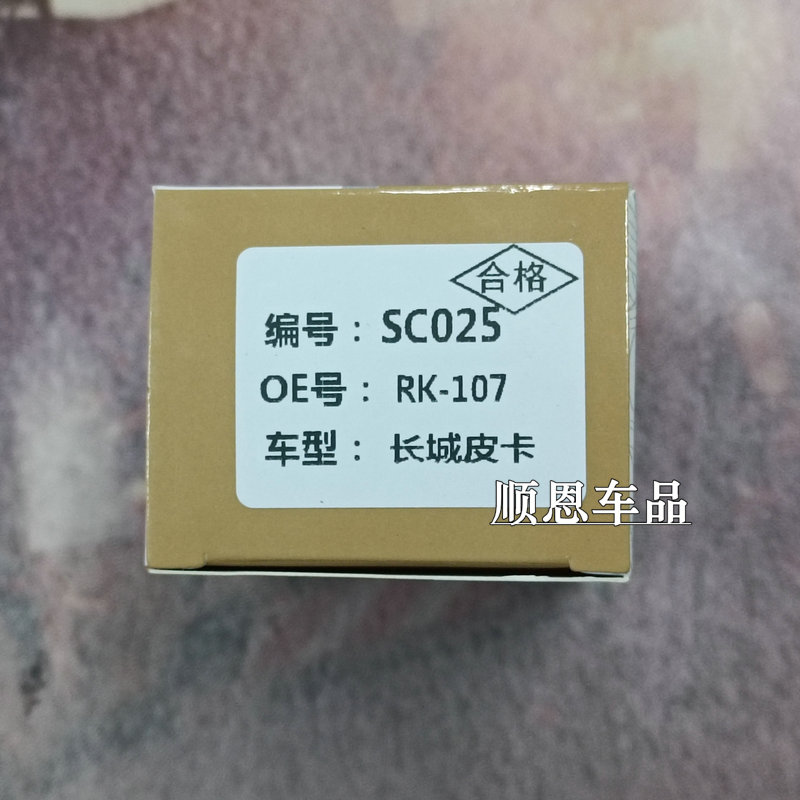 合格
编号：SC025
OE号：RK-107
车型：长城皮卡
顺恩车品